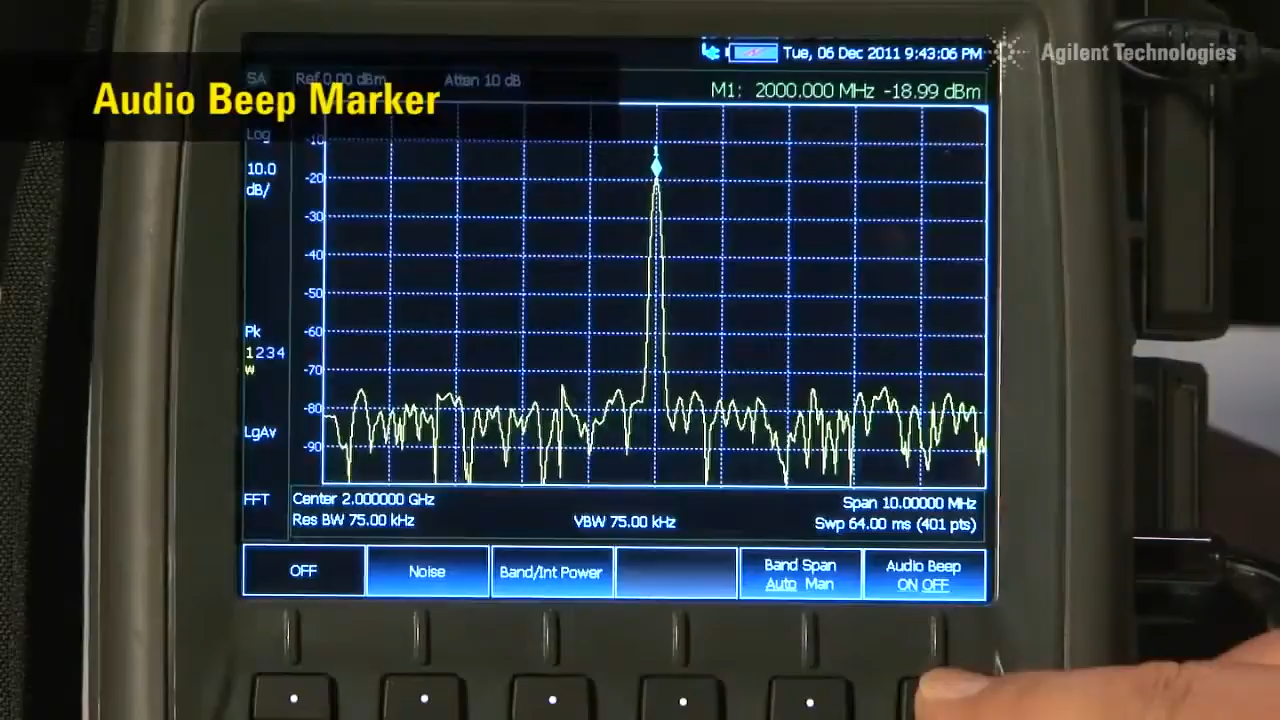 Tue, 06 Dec 2011 9:43:06 PM
Agilent Technologies
SA Ref 0.00 dBm Atten 10 dB
M1: 2000.000 MHz -18.99 dBm
Audio Beep Marker
Log
10.0
dB/
-10
-20
-30
-40
-50
-60
-70
-80
-90
1
Pk
1234
W
LgAv
FFT
Center 2.000000 GHz
Span 10.00000 MHz
Res BW 75.00 kHz
VBW 75.00 kHz
Swp 64.00 ms (401 pts)
OFF
Noise
Band/Int Power
Band Span
Auto Man
Audio Beep
ON OFF